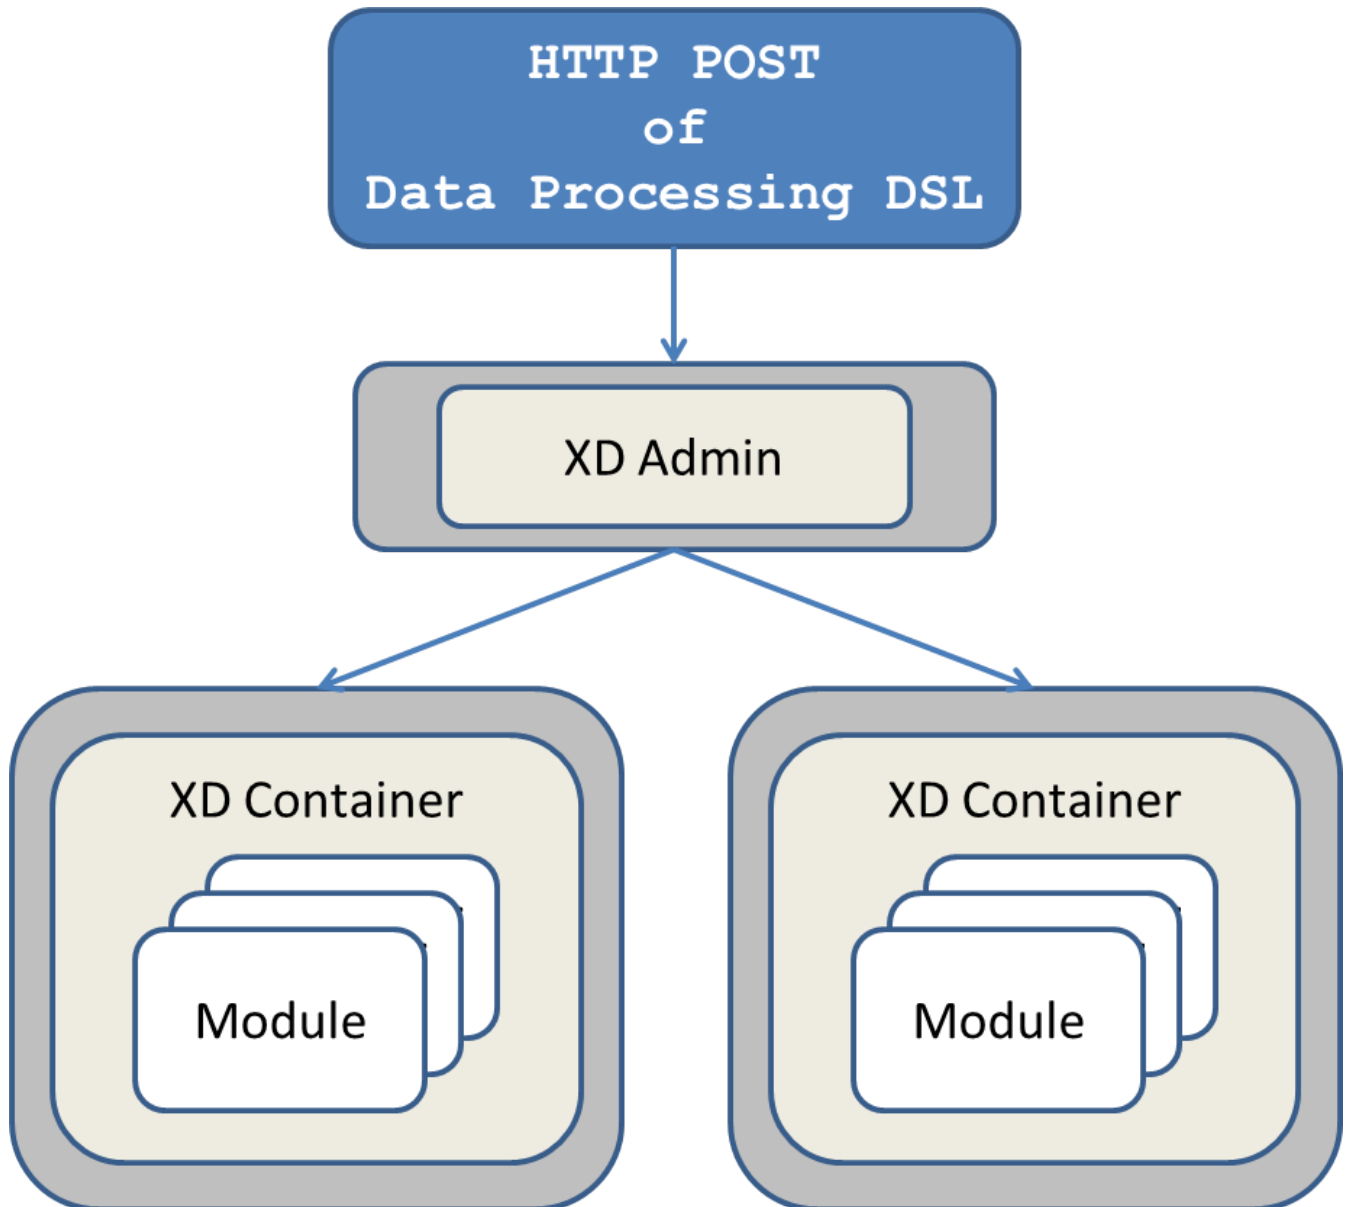 HTTP POST
of
Data Processing DSL
XD Admin
XD Container
XD Container
Module
Module